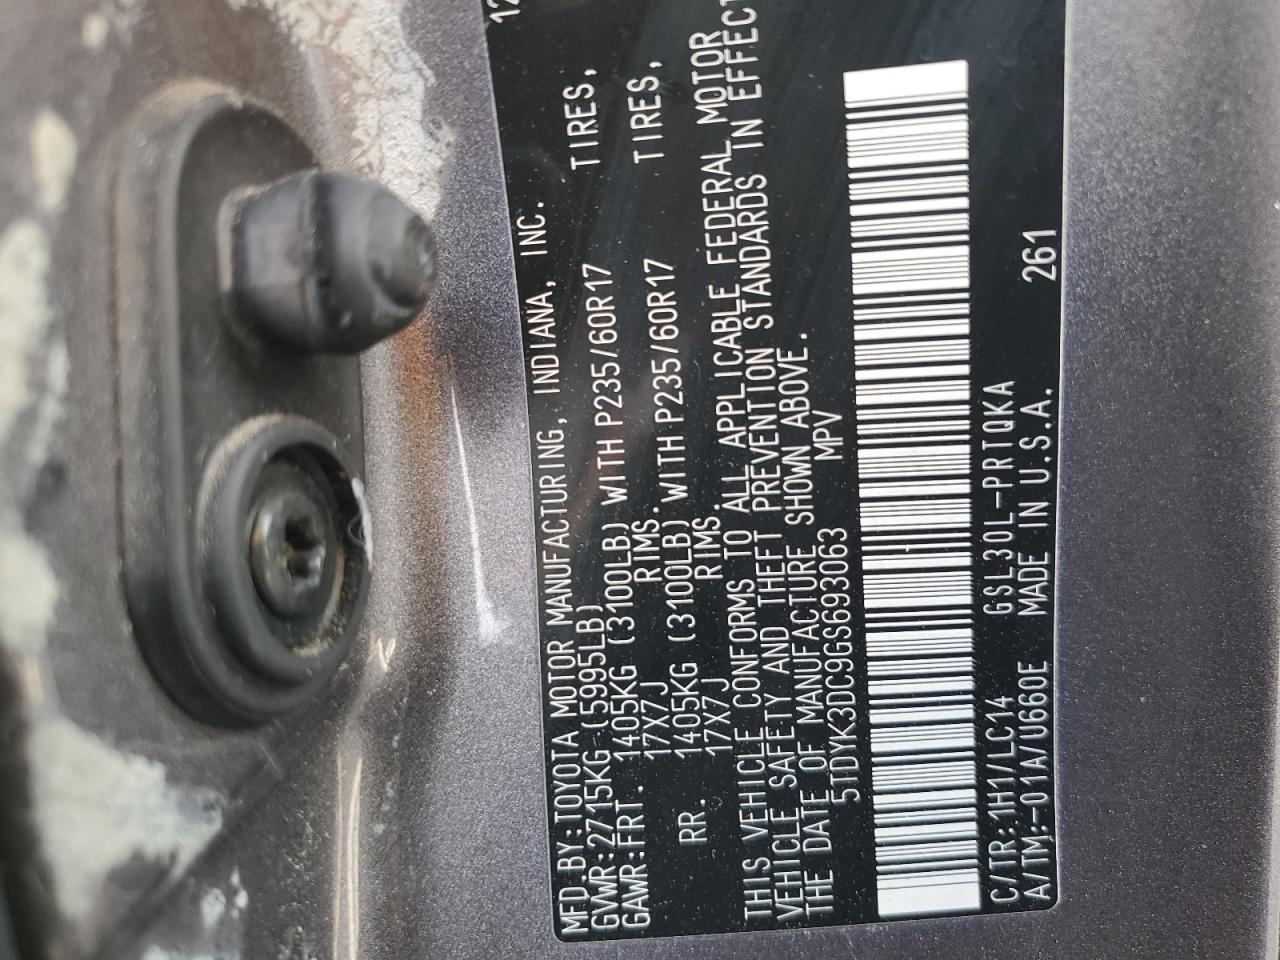 12
MFD.BY:TOYOTA MOTOR MANUFACTURING, INDIANA, INC.
GVWR:2715KG(5995LB)
GAWR:FRT. 1405KG (3100LB) WITH P235/60R17 TIRES,
17X7J RIMS.
RR. 1405KG (3100LB) WITH P235/60R17 TIRES,
17X7J RIMS.
THIS VEHICLE CONFORMS TO ALL APPLICABLE FEDERAL MOTOR
VEHICLE SAFETY AND THEFT PREVENTION STANDARDS IN EFFECT
THE DATE OF MANUFACTURE SHOWN ABOVE.
5TDYK3DC9GS693063 MPV
C/TR:1H1/LC14 GSL30L-PRTQKA
A/TM:-01A/U660E MADE IN U.S.A. 261